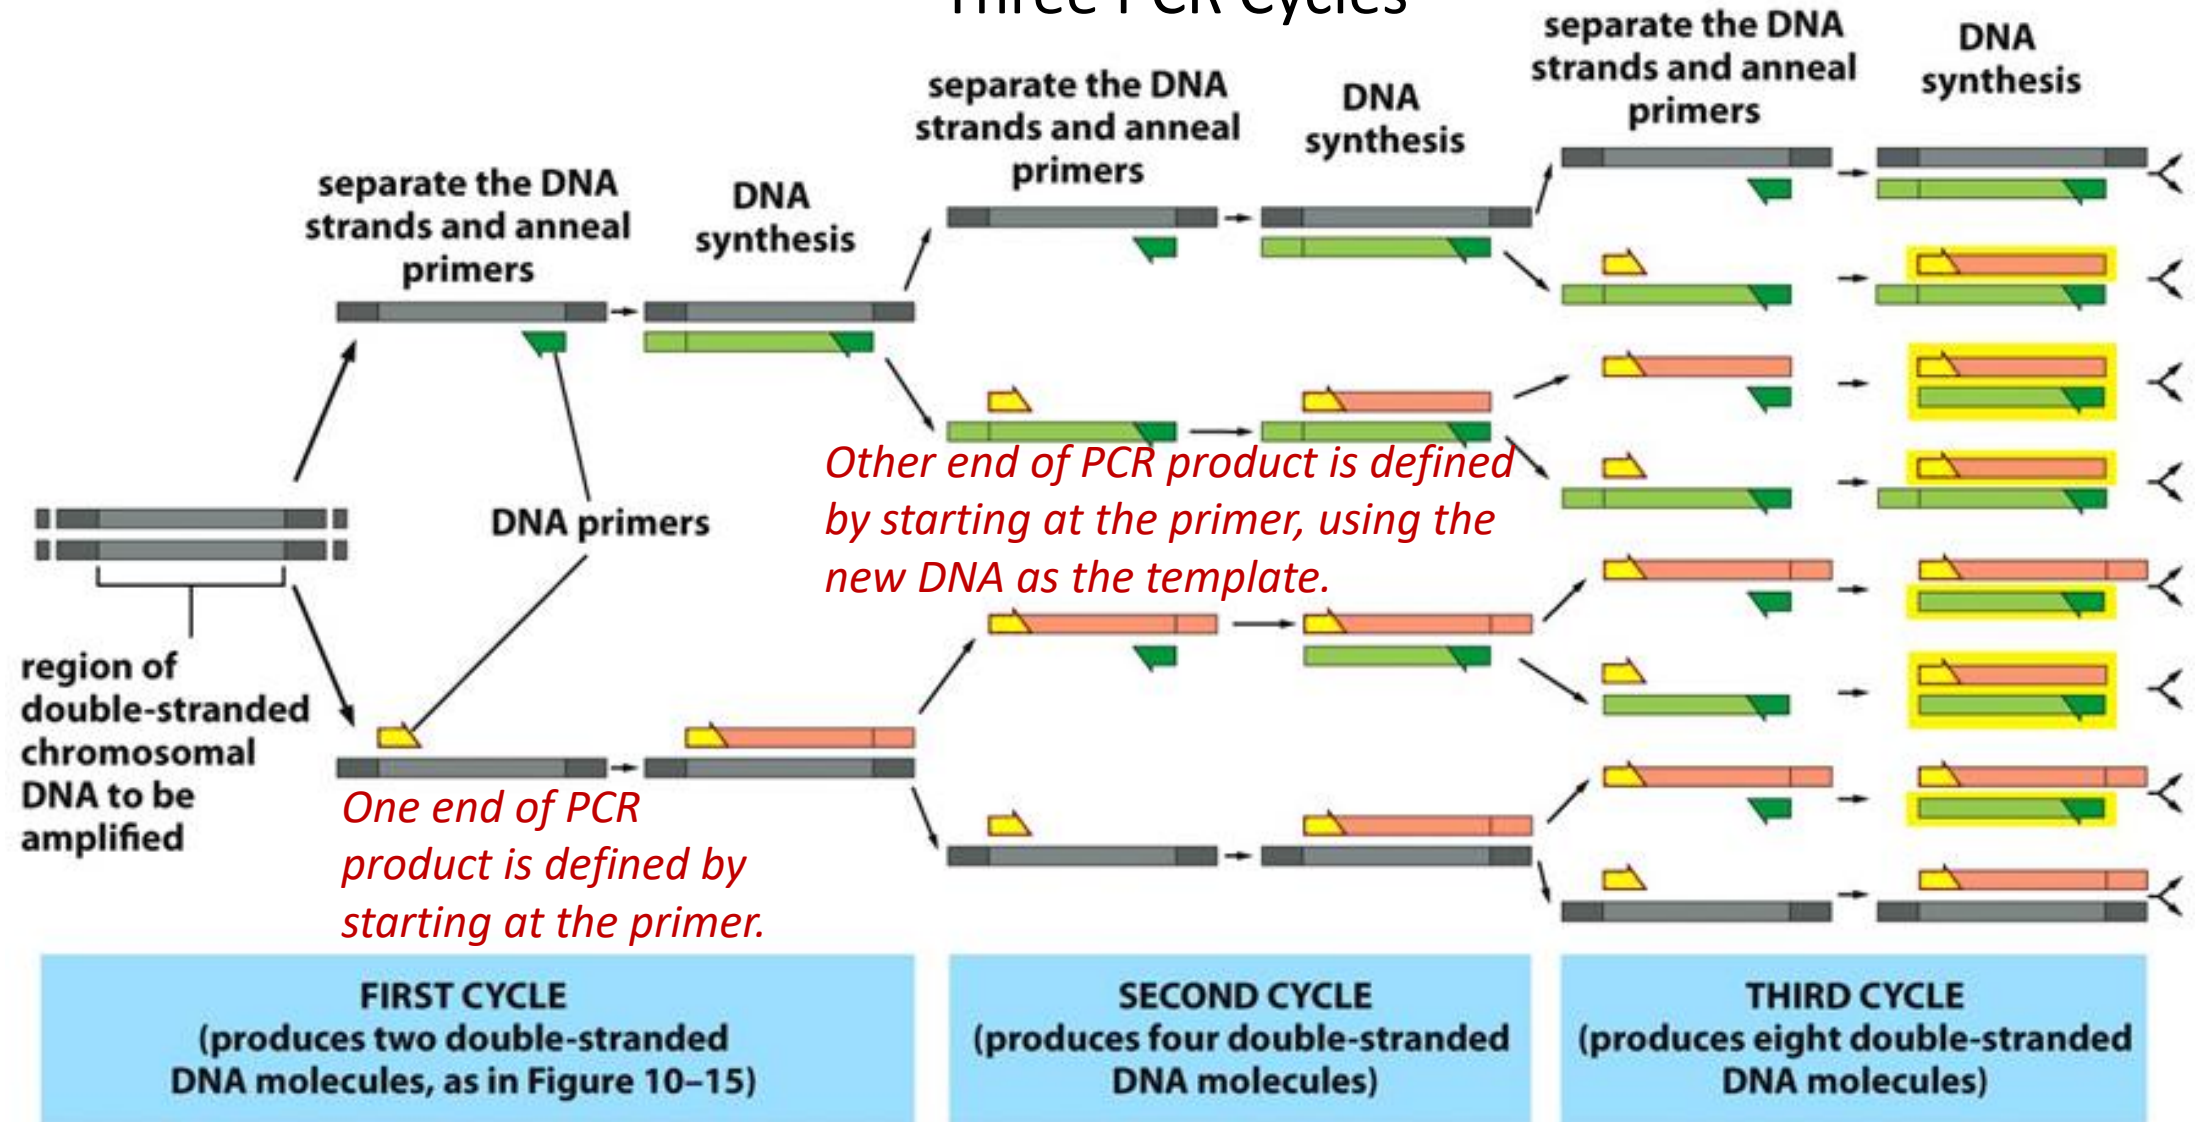 Three PCR Cycles
separate the DNA
strands and anneal
primers
DNA
synthesis
separate the DNA
strands and anneal
primers
DNA
synthesis
separate the DNA
strands and anneal
primers
DNA
synthesis
DNA primers
region of
double-stranded
chromosomal
DNA to be
amplified
Other end of PCR product is defined
by starting at the primer, using the
new DNA as the template.
One end of PCR
product is defined by
starting at the primer.
FIRST CYCLE
(produces two double-stranded
DNA molecules, as in Figure 10–15)
SECOND CYCLE
(produces four double-stranded
DNA molecules)
THIRD CYCLE
(produces eight double-stranded
DNA molecules)